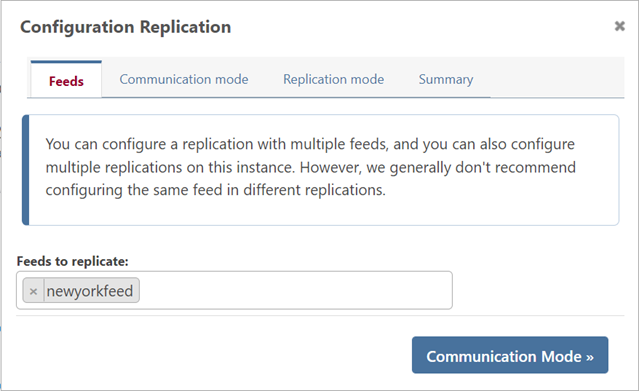 Configuration Replication
×
Feeds Communication mode Replication mode Summary
You can configure a replication with multiple feeds, and you can also configure
multiple replications on this instance. However, we generally don't recommend
configuring the same feed in different replications.
Feeds to replicate:
× newyorkfeed
Communication Mode »